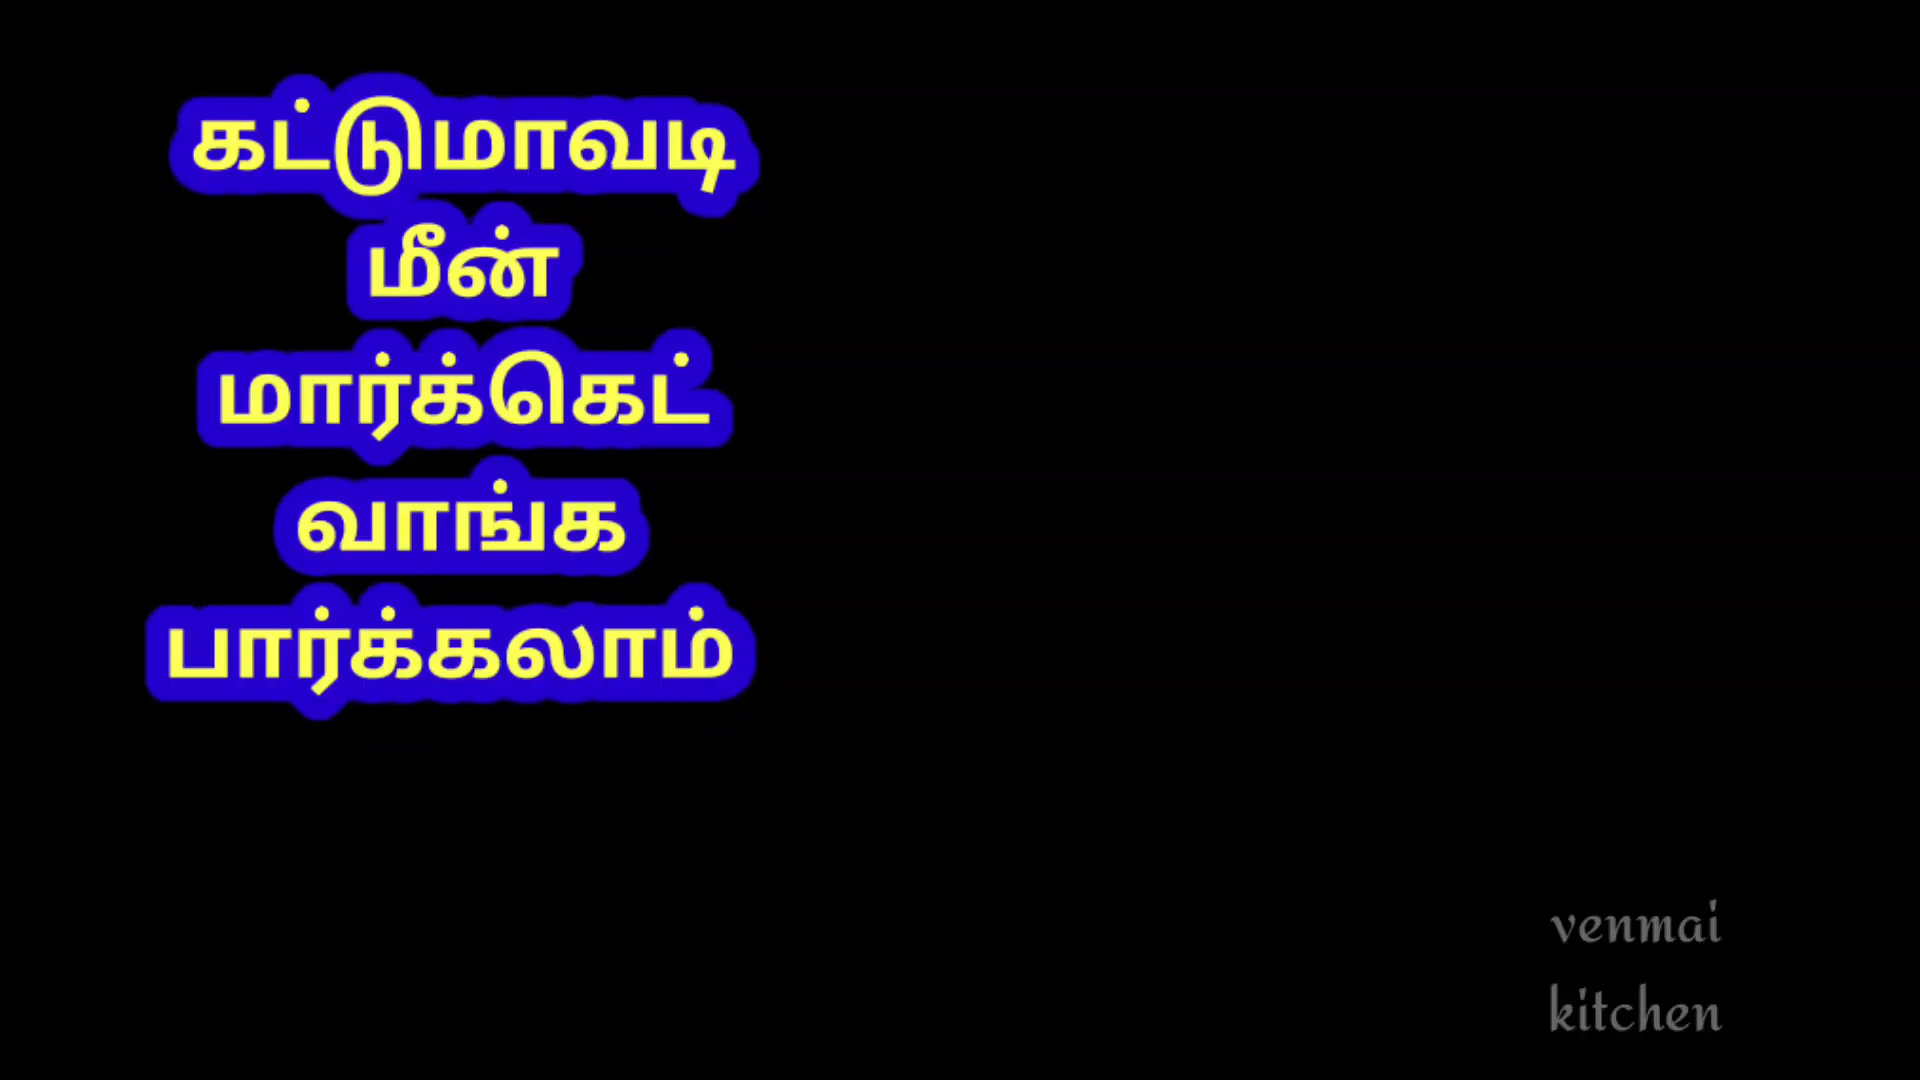 கட்டுமாவடி
மீன்
மார்க்கெட்
வாங்க
பார்க்கலாம்
venmai
kitchen